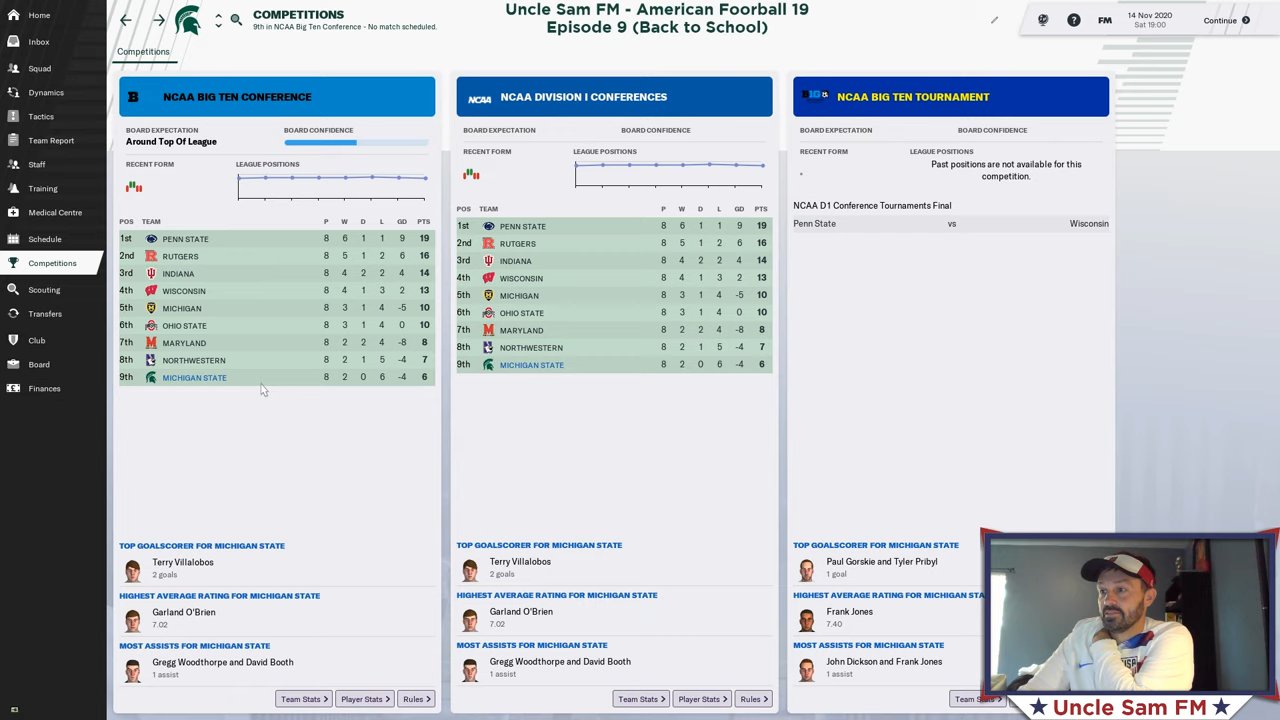 Home
Inbox
Squad
Dynamics
Tactics
Team Report
Staff
Training
Medical Centre
Schedule
Competitions
Scouting
Transfers
Club
Board
Finances
COMPETITIONS
9th in NCAA Big Ten Conference - No match scheduled.
Uncle Sam FM - American Foorball 19
Episode 9 (Back to School)
? FM 14 Nov 2020
Sat 19:00
Continue
Competitions
B NCAA BIG TEN CONFERENCE
BOARD EXPECTATION BOARD CONFIDENCE
Around Top Of League
RECENT FORM LEAGUE POSITIONS
POS TEAM P W D L GD PTS
1st PENN STATE 8 6 1 1 9 19
2nd RUTGERS 8 5 1 2 6 16
3rd INDIANA 8 4 2 2 4 14
4th WISCONSIN 8 4 1 3 2 13
5th MICHIGAN 8 3 1 4 -5 10
6th OHIO STATE 8 3 1 4 0 10
7th MARYLAND 8 2 2 4 -8 8
8th NORTHWESTERN 8 2 1 5 -4 7
9th MICHIGAN STATE 8 2 0 6 -4 6
TOP GOALSCORER FOR MICHIGAN STATE
Terry Villalobos
2 goals
HIGHEST AVERAGE RATING FOR MICHIGAN STATE
Garland O'Brien
7.02
MOST ASSISTS FOR MICHIGAN STATE
Gregg Woodthorpe and David Booth
1 assist
Team Stats > Player Stats > Rules >
NCAA NCAA DIVISION I CONFERENCES
BOARD EXPECTATION BOARD CONFIDENCE
RECENT FORM LEAGUE POSITIONS
POS TEAM P W D L GD PTS
1st PENN STATE 8 6 1 1 9 19
2nd RUTGERS 8 5 1 2 6 16
3rd INDIANA 8 4 2 2 4 14
4th WISCONSIN 8 4 1 3 2 13
5th MICHIGAN 8 3 1 4 -5 10
6th OHIO STATE 8 3 1 4 0 10
7th MARYLAND 8 2 2 4 -8 8
8th NORTHWESTERN 8 2 1 5 -4 7
9th MICHIGAN STATE 8 2 0 6 -4 6
TOP GOALSCORER FOR MICHIGAN STATE
Terry Villalobos
2 goals
HIGHEST AVERAGE RATING FOR MICHIGAN STATE
Garland O'Brien
7.02
MOST ASSISTS FOR MICHIGAN STATE
Gregg Woodthorpe and David Booth
1 assist
Team Stats > Player Stats > Rules >
BIG NCAA BIG TEN TOURNAMENT
BOARD EXPECTATION BOARD CONFIDENCE
RECENT FORM LEAGUE POSITIONS
Past positions are not available for this
competition.
NCAA D1 Conference Tournaments Final
Penn State vs Wisconsin
TOP GOALSCORER FOR MICHIGAN STATE
Paul Gorskie and Tyler Pribyl
1 goal
HIGHEST AVERAGE RATING FOR MICHIGAN STA
Frank Jones
7.40
MOST ASSISTS FOR MICHIGAN STATE
John Dickson and Frank Jones
1 assist
Team
Uncle Sam FM